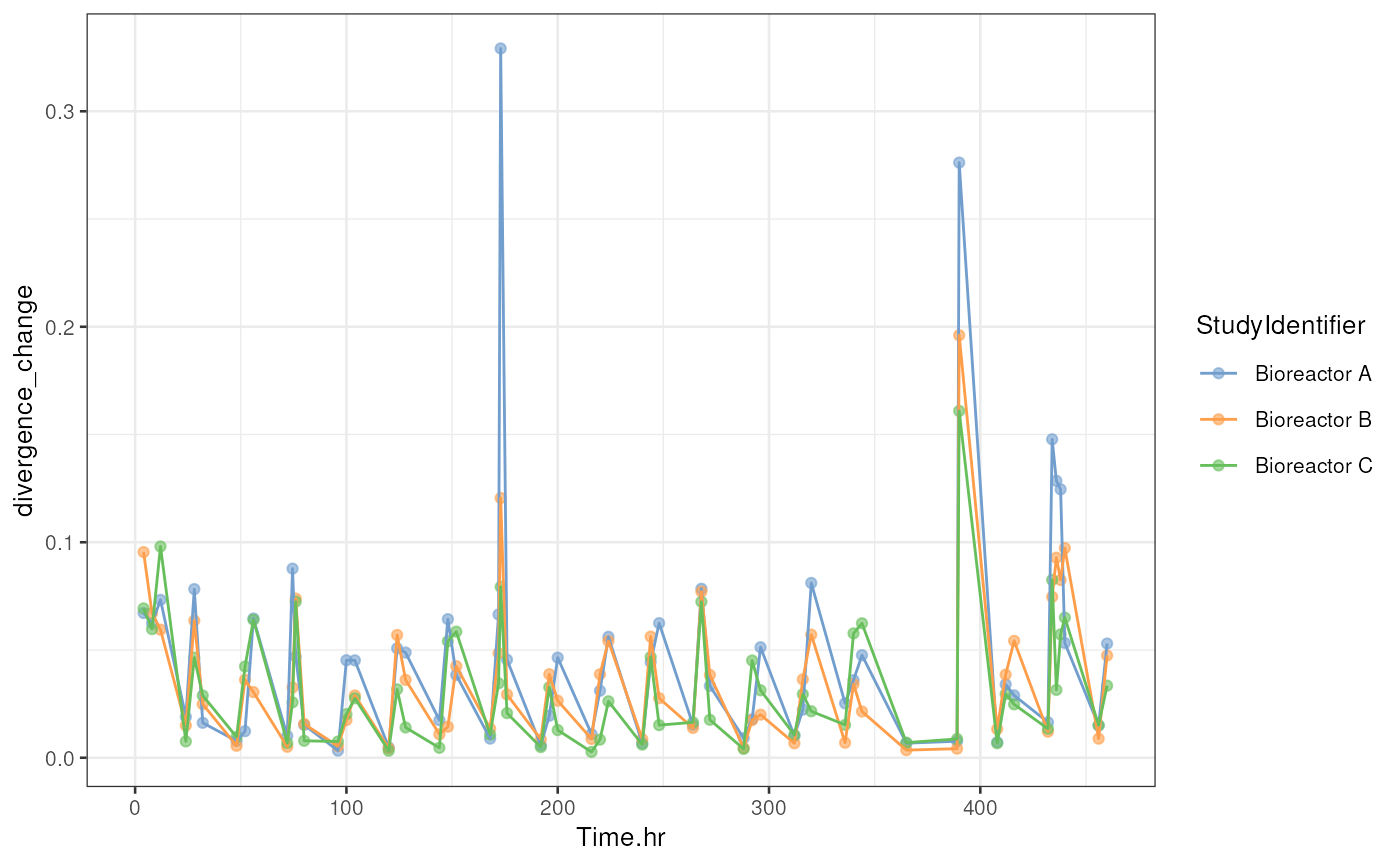 divergence_change
0.3
0.2
0.1
0.0
0
100
200
300
400
Time.hr
StudyIdentifier
Bioreactor A
Bioreactor B
Bioreactor C